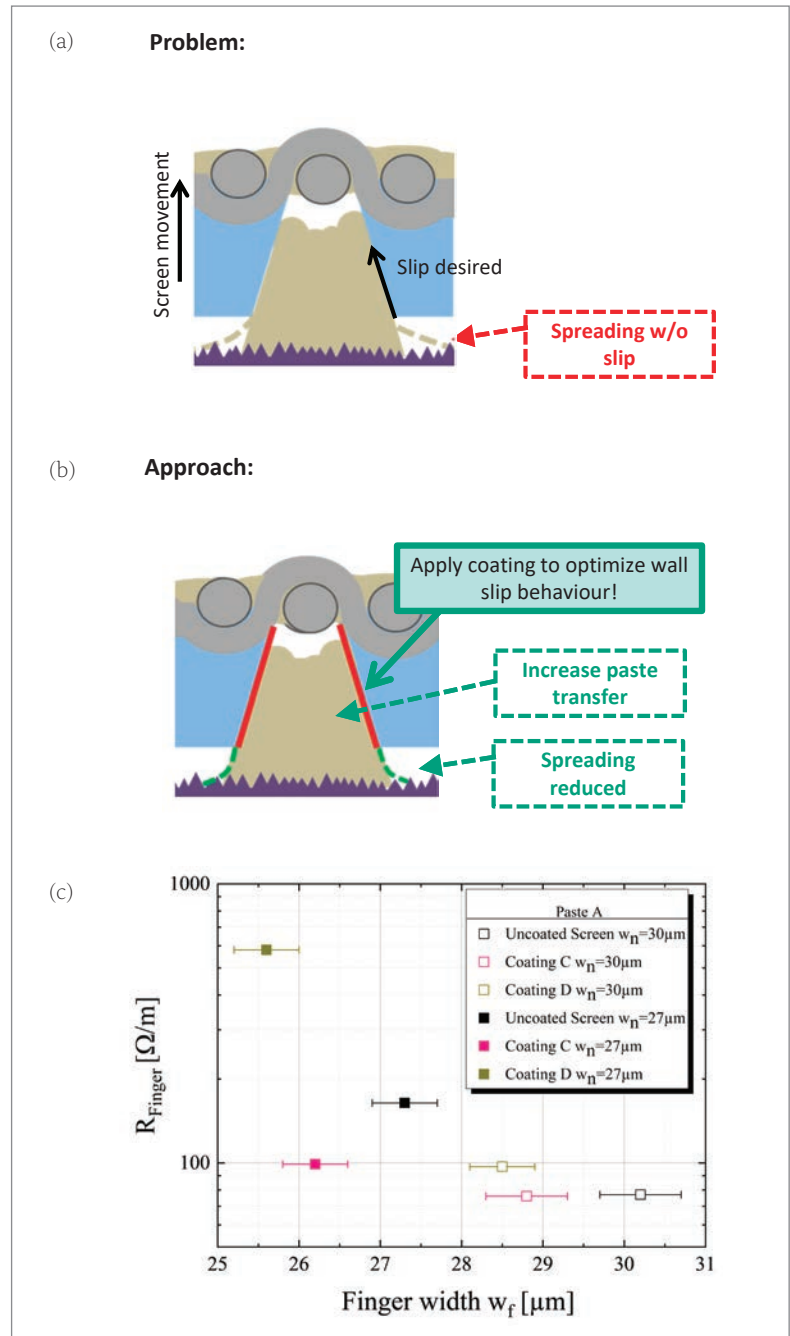 (a)
Problem:
Screen movement
Slip desired
Spreading w/o
slip
(b)
Approach:
Apply coating to optimize wall
slip behaviour!
Increase paste
transfer
Spreading
reduced
(c)
1000
100
R_Finger [Ω/m]
Paste A
Uncoated Screen w_n=30μm
Coating C w_n=30μm
Coating D w_n=30μm
Uncoated Screen w_n=27μm
Coating C w_n=27μm
Coating D w_n=27μm
25 26 27 28 29 30 31
Finger width w_f [μm]